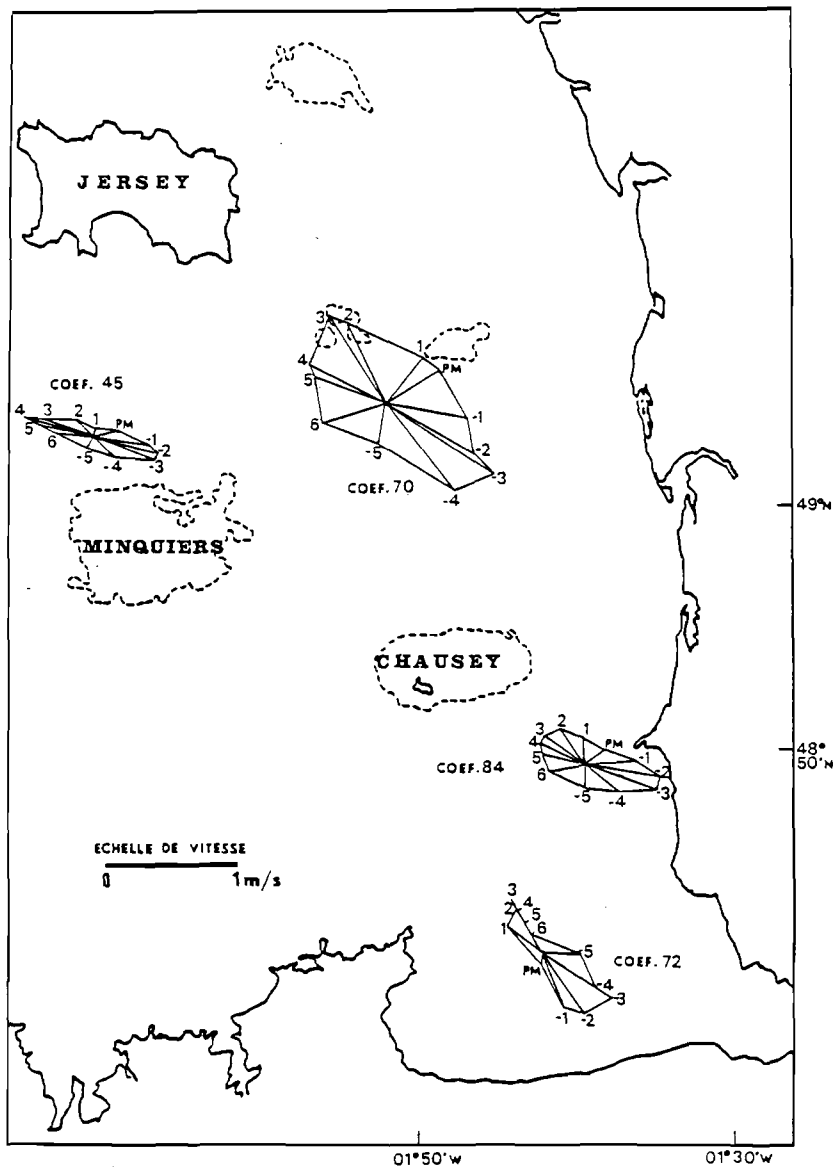 JERSEY
3 2
1
PM
4
5
-1
6
-2
-5
-3
-4
COEF. 70
COEF. 45
4 3 2
1 PM
5 6
-1
-2
-5 -4 -3
49°N
MINQUIERS
CHAUSEY
3 2 1
4 PM
5 -1
6 -2
-5 -4 -3
COEF. 84
48°
50'N
ECHELLE DE VITESSE
0 1m/s
3
2 4
5
1 6
PM
5
-4
-3
-1 -2
COEF. 72
01°50'W
01°30'W